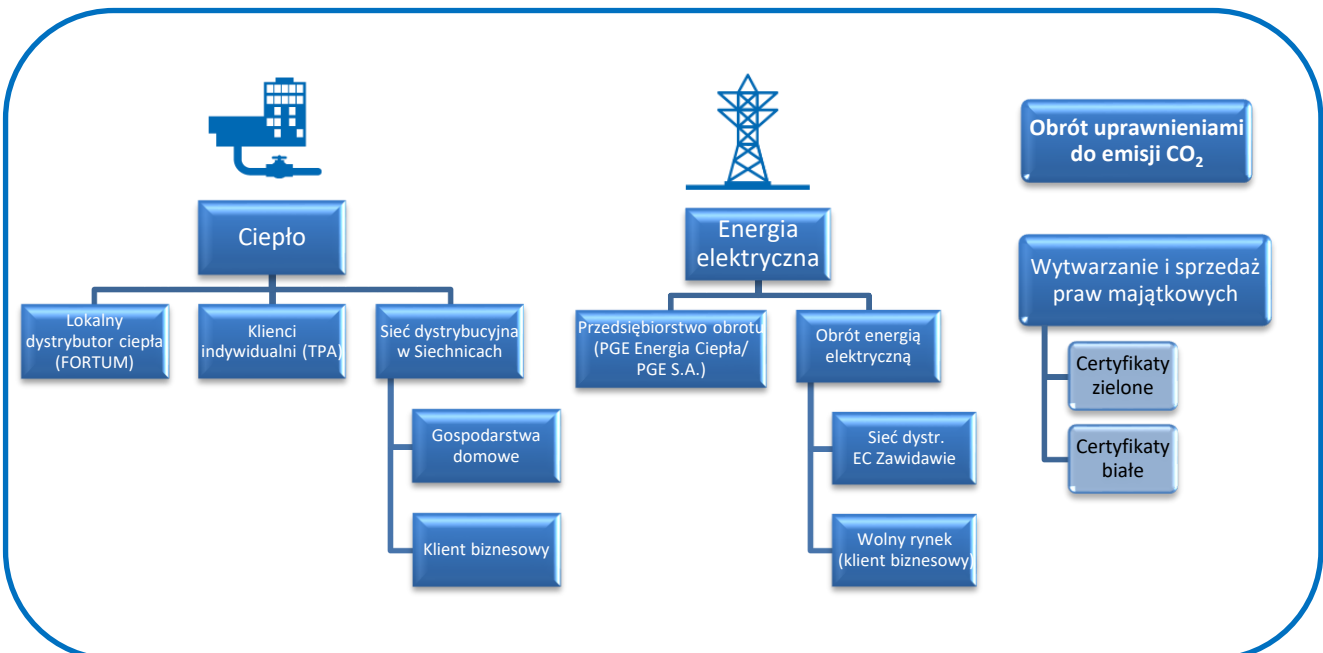 Ciepło
Lokalny
dystrybutor ciepła
(FORTUM)
Klienci
indywidualni (TPA)
Sieć dystrybucyjna
w Siechnicach
Gospodarstwa
domowe
Klient biznesowy
Energia
elektryczna
Przedsiębiorstwo obrotu
(PGE Energia Ciepła/
PGE S.A.)
Obrót energią
elektryczną
Sieć dystr.
EC Zawidawie
Wolny rynek
(klient biznesowy)
Obrót uprawnieniami
do emisji CO₂
Wytwarzanie i sprzedaż
praw majątkowych
Certyfikaty
zielone
Certyfikaty
białe